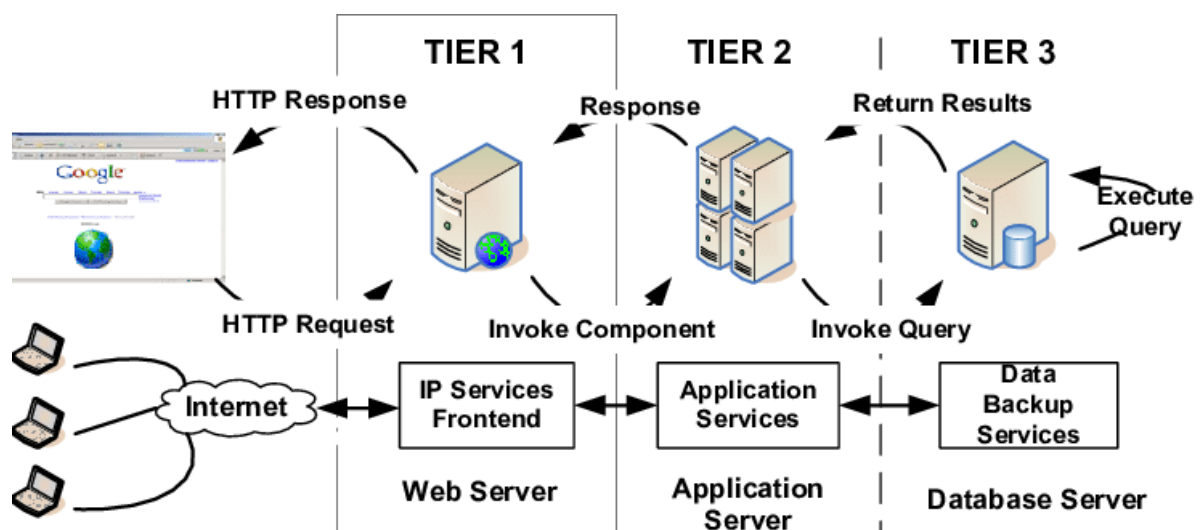 TIER 1
TIER 2
TIER 3
HTTP Response
Response
Return Results
Google
Execute
Query
HTTP Request
Invoke Component
Invoke Query
Internet
IP Services
Frontend
Application
Services
Data
Backup
Services
Web Server
Application
Server
Database Server